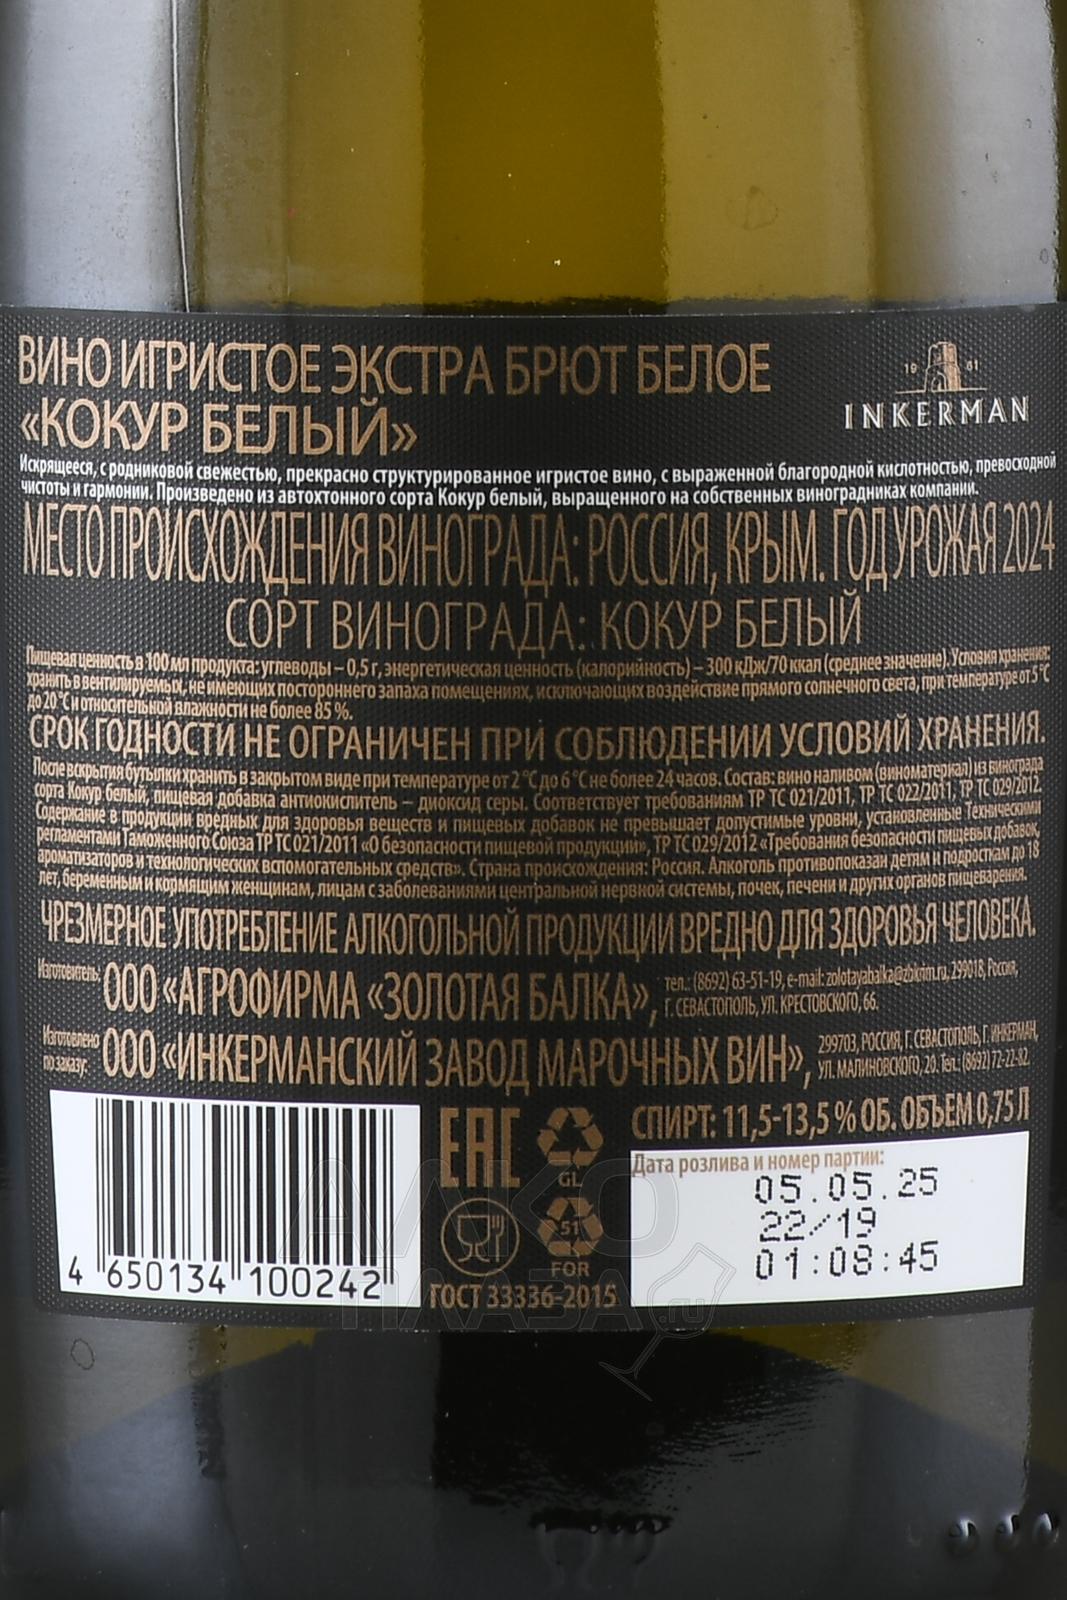 ВИНО ИГРИСТОЕ ЭКСТРА БРЮТ БЕЛОЕ
«КОКУР БЕЛЫЙ»
19 61
INKERMAN
Искрящееся, с родниковой свежестью, прекрасно структурированное игристое вино, с выраженной благородной кислотностью, превосходной
чистоты и гармонии. Произведено из автохтонного сорта Кокур белый, выращенного на собственных виноградниках компании.
МЕСТО ПРОИСХОЖДЕНИЯ ВИНОГРАДА: РОССИЯ, КРЫМ. ГОД УРОЖАЯ 2024
СОРТ ВИНОГРАДА: КОКУР БЕЛЫЙ
Пищевая ценность в 100 мл продукта: углеводы – 0,5 г, энергетическая ценность (калорийность) – 300 кДж/70 ккал (среднее значение). Условия хранения:
хранить в вентилируемых, не имеющих постороннего запаха помещениях, исключающих воздействие прямого солнечного света, при температуре от 5 °C
до 20 °C и относительной влажности не более 85 %.
СРОК ГОДНОСТИ НЕ ОГРАНИЧЕН ПРИ СОБЛЮДЕНИИ УСЛОВИЙ ХРАНЕНИЯ.
После вскрытия бутылки хранить в закрытом виде при температуре от 2 °C до 6 °C не более 24 часов. Состав: вино наливом (виноматериал) из винограда
сорта Кокур белый, пищевая добавка антиокислитель – диоксид серы. Соответствует требованиям ТР ТС 021/2011, ТР ТС 022/2011, ТР ТС 029/2012.
Содержание в продукции вредных для здоровья веществ и пищевых добавок не превышает допустимые уровни, установленные Техническими
регламентами Таможенного Союза ТР ТС 021/2011 «О безопасности пищевой продукции», ТР ТС 029/2012 «Требования безопасности пищевых добавок,
ароматизаторов и технологических вспомогательных средств». Страна происхождения: Россия. Алкоголь противопоказан детям и подросткам до 18
лет, беременным и кормящим женщинам, лицам с заболеваниями центральной нервной системы, почек, печени и других органов пищеварения.
ЧРЕЗМЕРНОЕ УПОТРЕБЛЕНИЕ АЛКОГОЛЬНОЙ ПРОДУКЦИИ ВРЕДНО ДЛЯ ЗДОРОВЬЯ ЧЕЛОВЕКА.
Изготовитель: ООО «АГРОФИРМА «ЗОЛОТАЯ БАЛКА»,
тел.: (8692) 63-51-19, e-mail: zolotayabalka@zbkrim.ru, 299018, Россия,
Г. СЕВАСТОПОЛЬ, УЛ. КРЕСТОВСКОГО, 66.
Изготовлено
по заказу:
ООО «ИНКЕРМАНСКИЙ ЗАВОД МАРОЧНЫХ ВИН»,
299703, РОССИЯ, Г. СЕВАСТОПОЛЬ, Г. ИНКЕРМАН,
УЛ. МАЛИНОВСКОГО, 20. Тел.: (8692) 72-22-82.
СПИРТ: 11,5-13,5 % ОБ. ОБЪЕМ 0,75 Л
EAC
GL
51
FOR
ГОСТ 33336-2015
Дата розлива и номер партии:
05.05.25
22/19
01:08:45
4 650134 100242
АЛКО
ПЛАЗА.ru